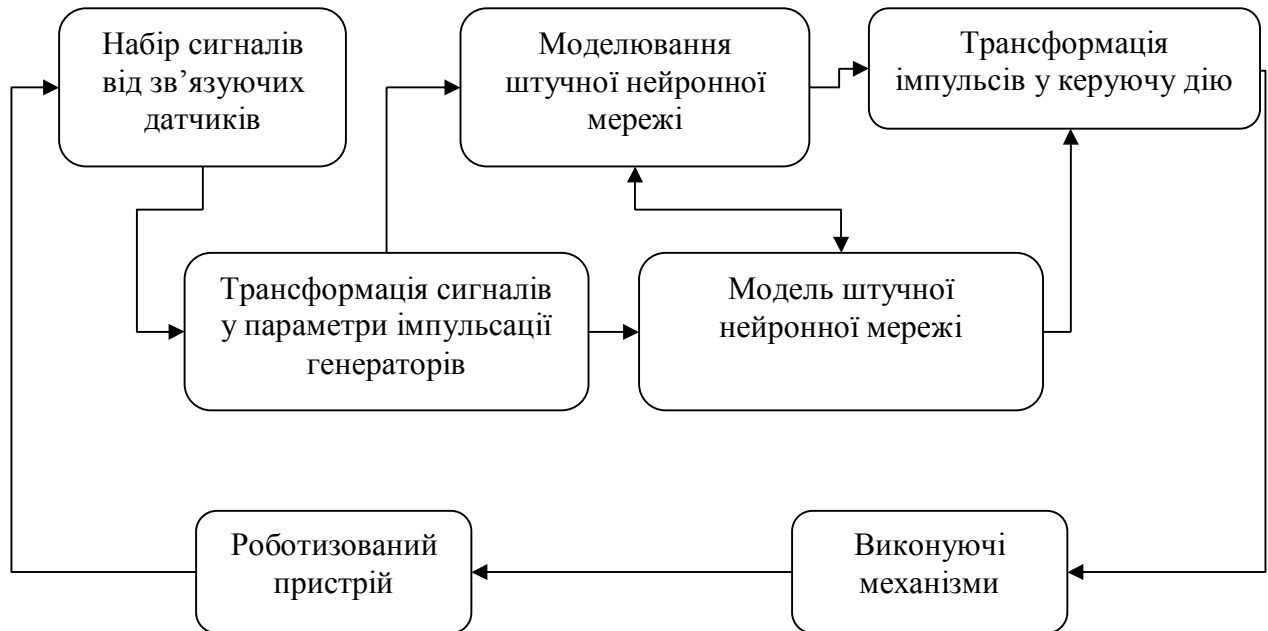 Набір сигналів
від зв’язуючих
датчиків
Моделювання
штучної нейронної
мережі
Трансформація
імпульсів у керуючу дію
Трансформація сигналів
у параметри імпульсації
генераторів
Модель штучної
нейронної мережі
Роботизований
пристрій
Виконуючі
механізми